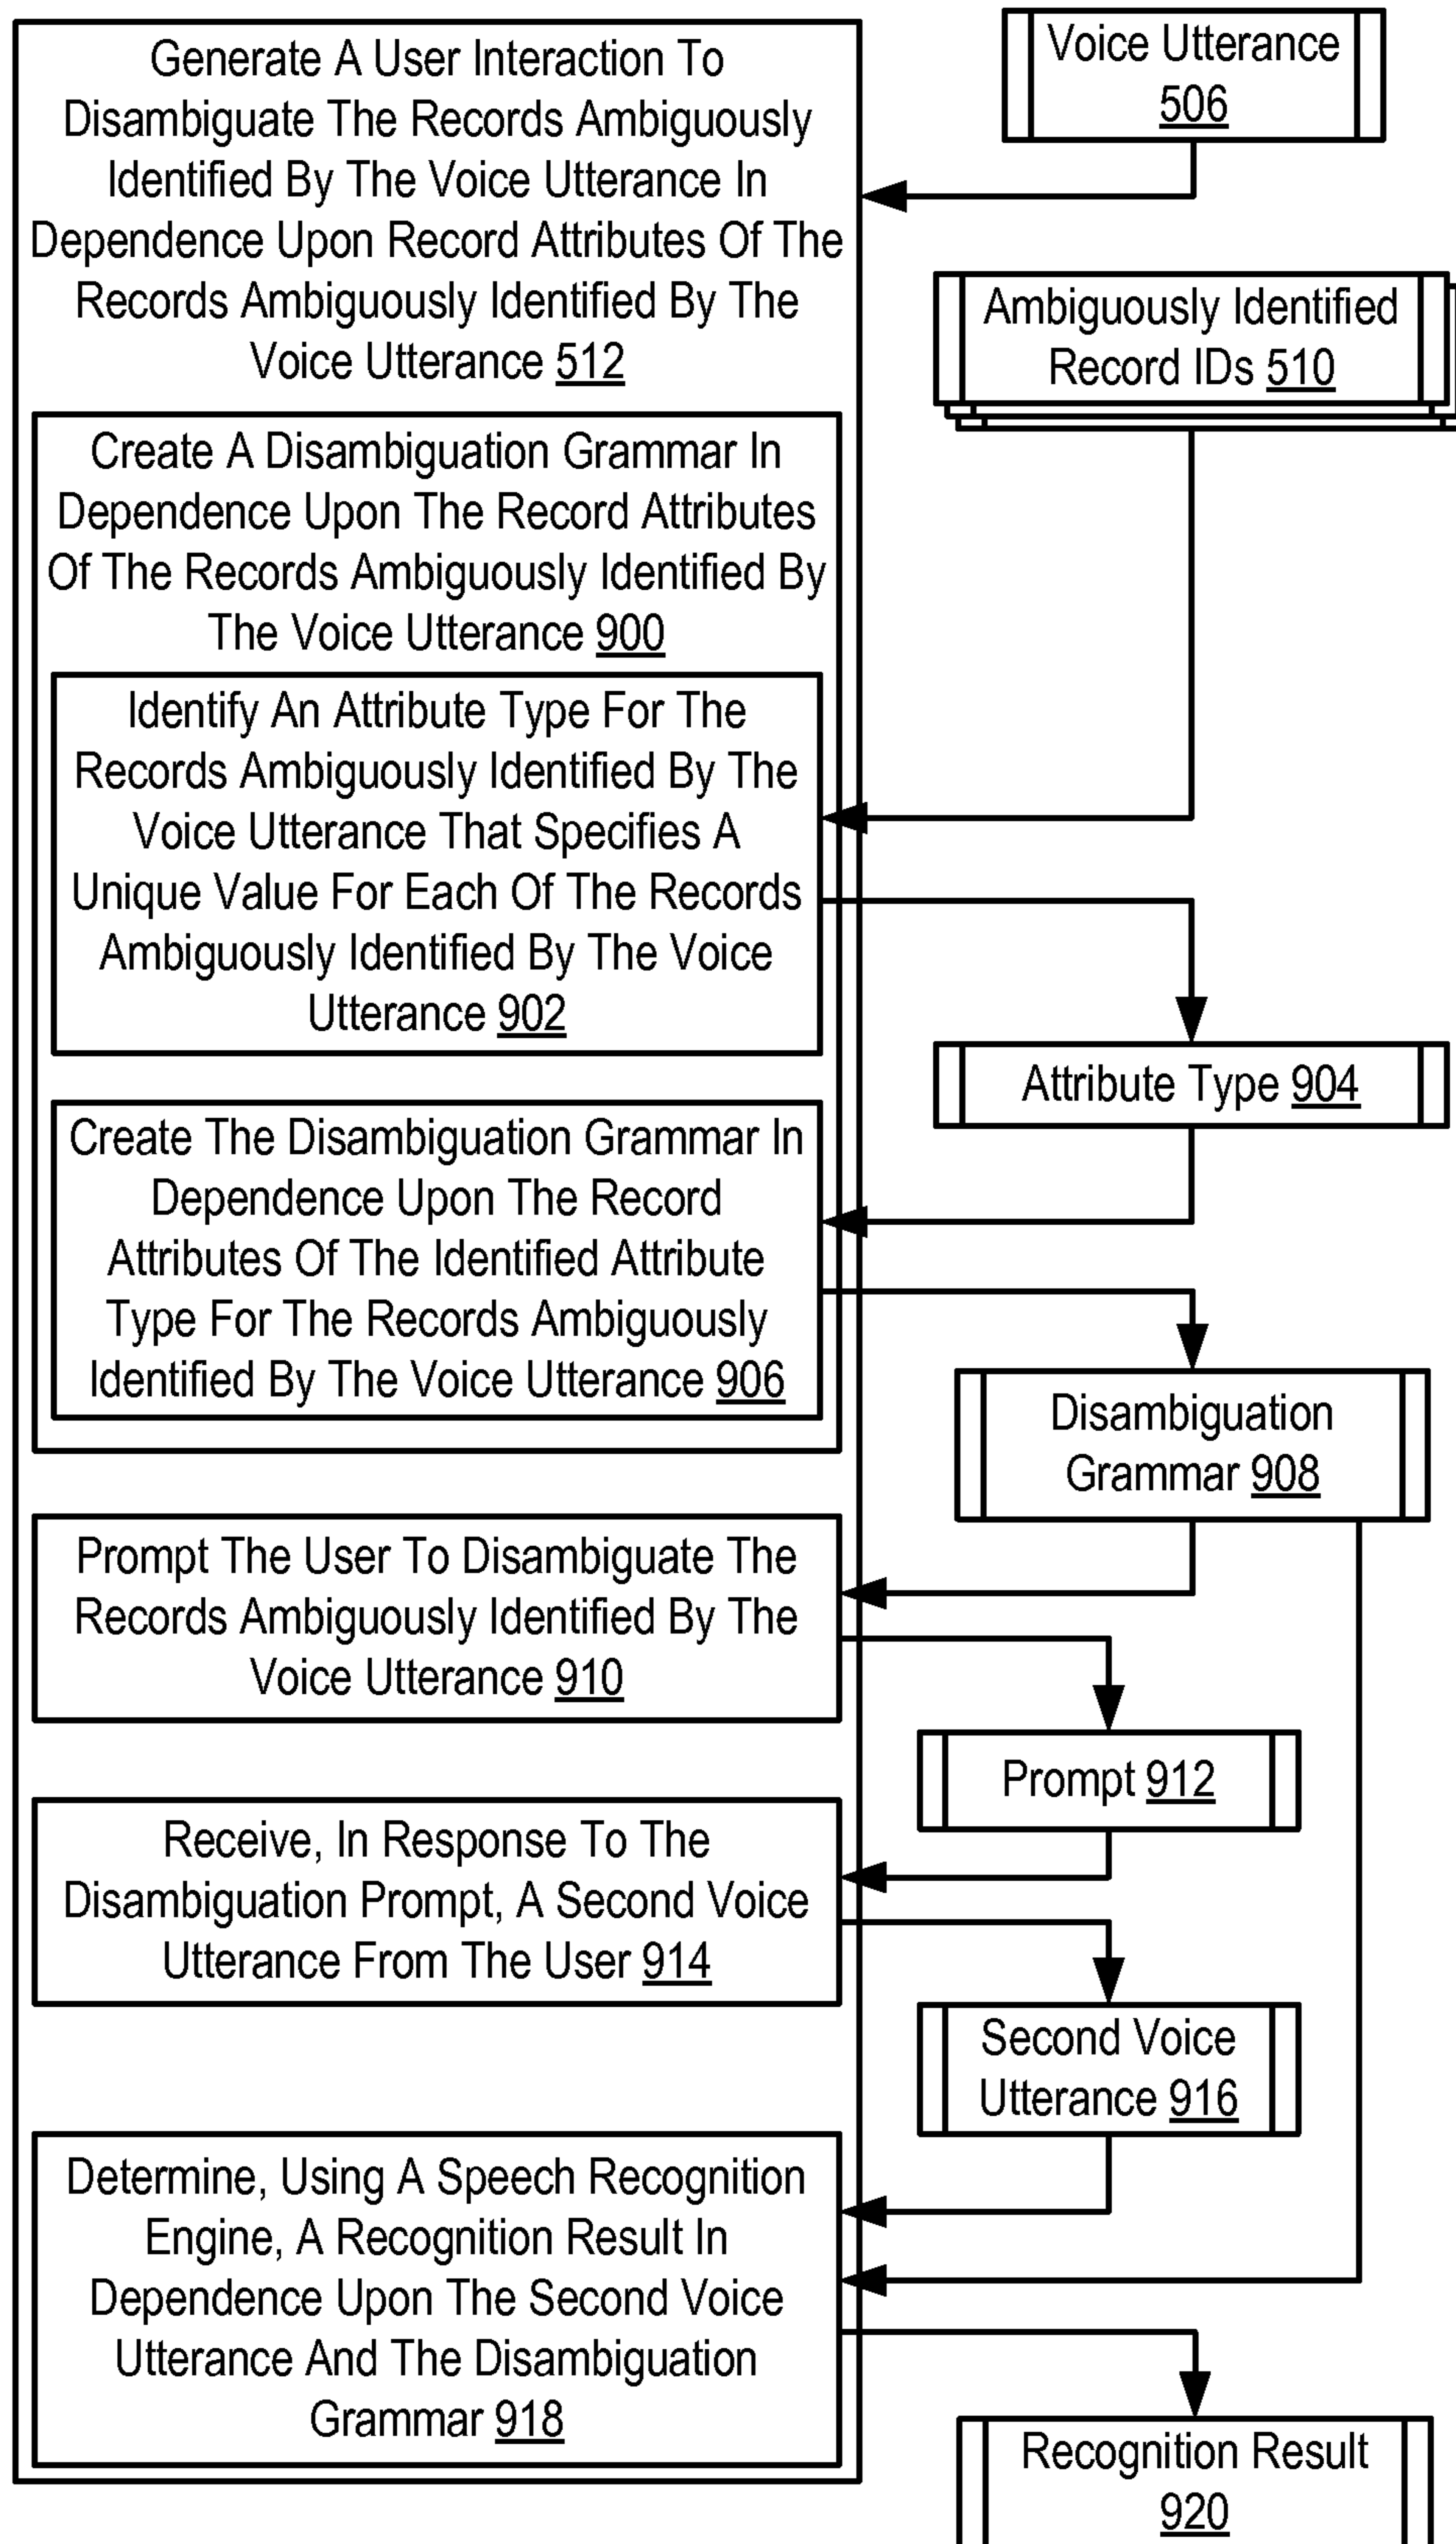 Generate A User Interaction To
Disambiguate The Records Ambiguously
Identified By The Voice Utterance In
Dependence Upon Record Attributes Of The
Records Ambiguously Identified By The
Voice Utterance 512
Voice Utterance
506
Ambiguously Identified
Record IDs 510
Create A Disambiguation Grammar In
Dependence Upon The Record Attributes
Of The Records Ambiguously Identified By
The Voice Utterance 900
Identify An Attribute Type For The
Records Ambiguously Identified By The
Voice Utterance That Specifies A
Unique Value For Each Of The Records
Ambiguously Identified By The Voice
Utterance 902
Attribute Type 904
Create The Disambiguation Grammar In
Dependence Upon The Record
Attributes Of The Identified Attribute
Type For The Records Ambiguously
Identified By The Voice Utterance 906
Disambiguation
Grammar 908
Prompt The User To Disambiguate The
Records Ambiguously Identified By The
Voice Utterance 910
Prompt 912
Receive, In Response To The
Disambiguation Prompt, A Second Voice
Utterance From The User 914
Second Voice
Utterance 916
Determine, Using A Speech Recognition
Engine, A Recognition Result In
Dependence Upon The Second Voice
Utterance And The Disambiguation
Grammar 918
Recognition Result
920